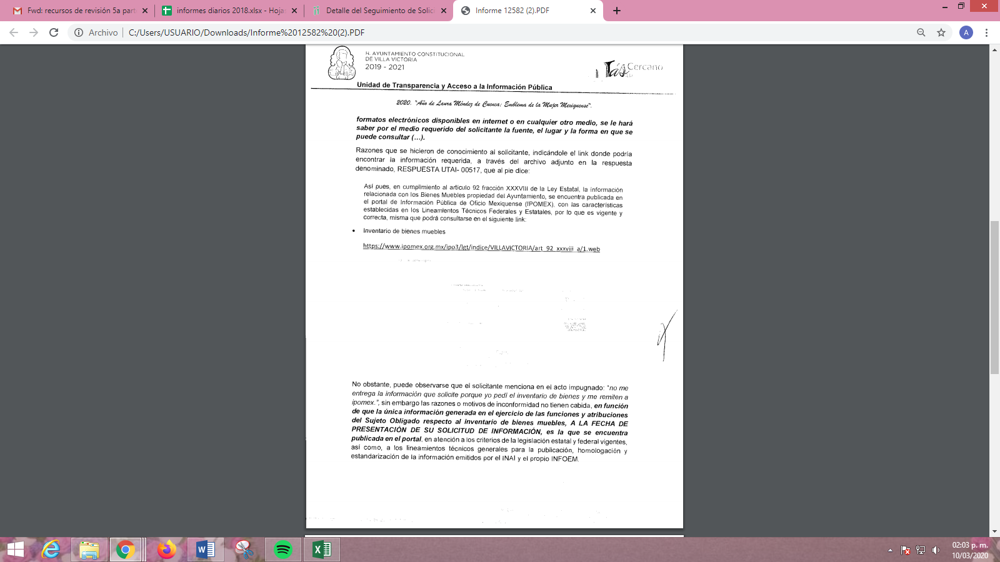 Fwd: recursos de revisión 5a part
informes diarios 2018.xlsx - Hoja
Detalle del Seguimiento de Solici
Informe 12582 (2).PDF
Archivo
C:/Users/USUARIO/Downloads/Informe%2012582%20(2).PDF
A
H. AYUNTAMIENTO CONSTITUCIONAL
DE VILLA VICTORIA
2019 - 2021
Más Cercano
Unidad de Transparencia y Acceso a la Información Pública
2020. "Año de Laura Méndez de Cuenca: Emblema de la Mujer Mexiquense".
formatos electrónicos disponibles en internet o en cualquier otro medio, se le hará
saber por el medio requerido del solicitante la fuente, el lugar y la forma en que se
puede consultar (...).
Razones que se hicieron de conocimiento al solicitante, indicándole el link donde podría
encontrar la información requerida, a través del archivo adjunto en la respuesta
denominado, RESPUESTA UTAI- 00517, que al pie dice:
Así pues, en cumplimiento al artículo 92 fracción XXXVIII de la Ley Estatal, la información
relacionada con los Bienes Muebles propiedad del Ayuntamiento, se encuentra publicada en
el portal de Información Pública de Oficio Mexiquense (IPOMEX), con las características
establecidas en los Lineamientos Técnicos Federales y Estatales, por lo que es vigente y
correcta, misma que podrá consultarse en el siguiente link:
• Inventario de bienes muebles
https://www.ipomex.org.mx/ipo3/lgt/indice/VILLAVICTORIA/art_92_xxxviii_a/1.web
No obstante, puede observarse que el solicitante menciona en el acto impugnado: "no me
entrega la información que solicite porque yo pedí el inventario de bienes y me remiten a
ipomex.", sin embargo las razones o motivos de inconformidad no tienen cabida, en función
de que la única información generada en el ejercicio de las funciones y atribuciones
del Sujeto Obligado respecto al inventario de bienes muebles, A LA FECHA DE
PRESENTACIÓN DE SU SOLICITUD DE INFORMACIÓN, es la que se encuentra
publicada en el portal, en atención a los criterios de la legislación estatal y federal vigentes,
así como, a los lineamientos técnicos generales para la publicación, homologación y
estandarización de la información emitidos por el INAI y el propio INFOEM.
02:03 p. m.
10/03/2020